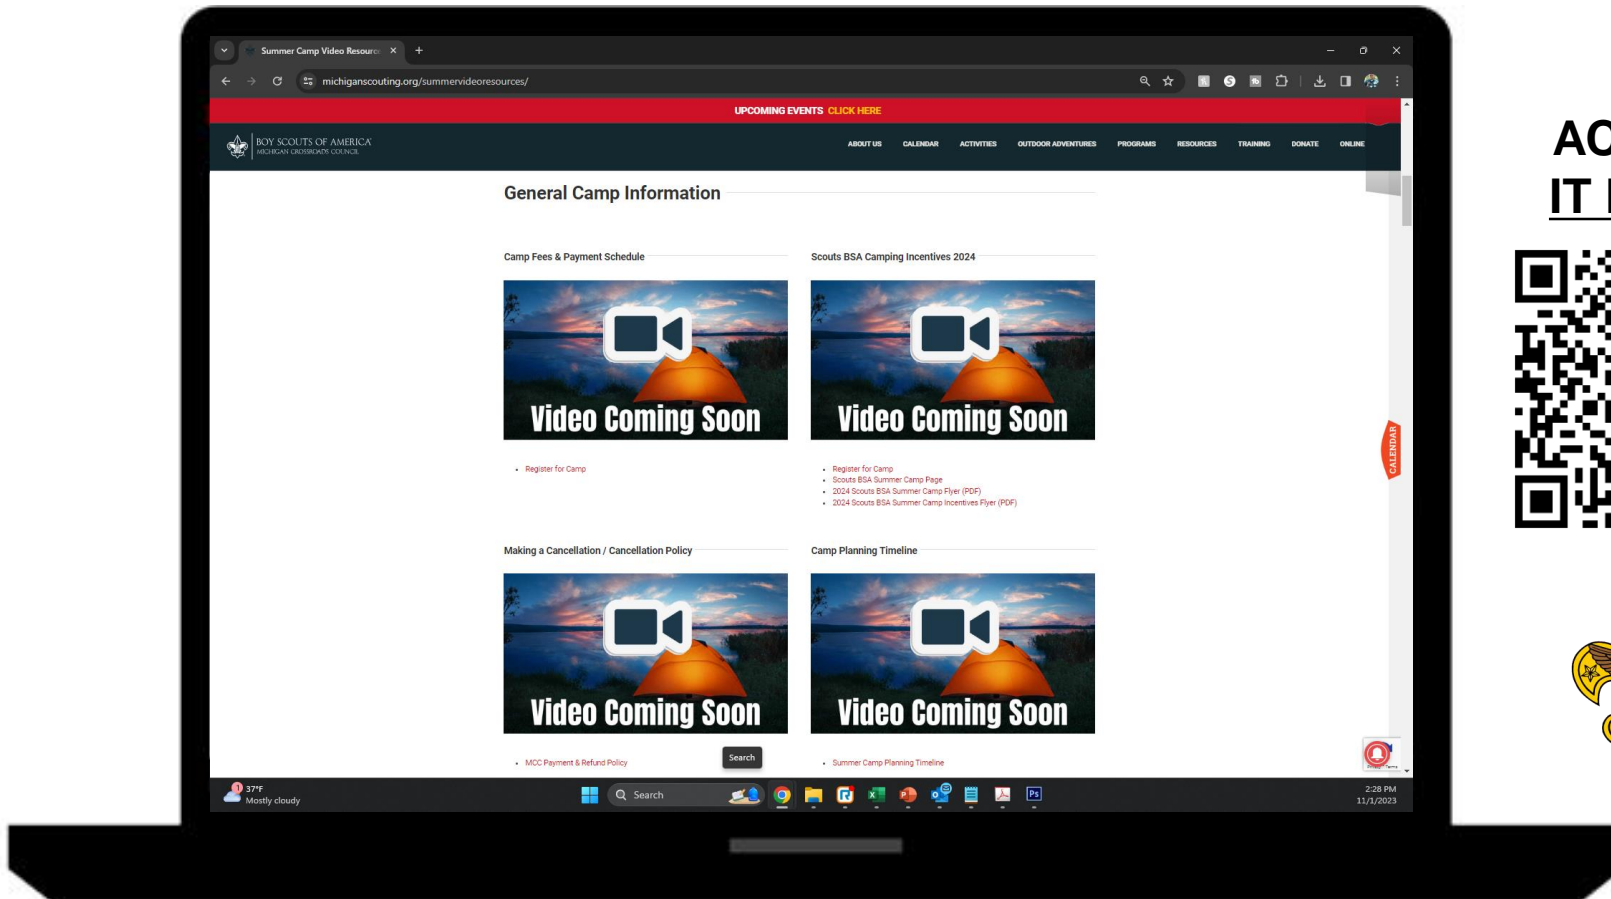 Summer Camp Video Resource
michiganscouting.org/summervideoresources/
UPCOMING EVENTS CLICK HERE
BOY SCOUTS OF AMERICA
MICHIGAN CROSSROADS COUNCIL
ABOUT US CALENDAR ACTIVITIES OUTDOOR ADVENTURES PROGRAMS RESOURCES TRAINING DONATE ONLINE
General Camp Information
Camp Fees & Payment Schedule
Video Coming Soon
Register for Camp
Scouts BSA Camping Incentives 2024
Video Coming Soon
Register for Camp
Scouts BSA Summer Camp Page
2024 Scouts BSA Summer Camp Flyer (PDF)
2024 Scouts BSA Summer Camp Incentives Flyer (PDF)
Making a Cancellation / Cancellation Policy
Video Coming Soon
MCC Payment & Refund Policy
Camp Planning Timeline
Video Coming Soon
Summer Camp Planning Timeline
Search
CALENDAR
Terms
1
37°F
Mostly cloudy
Search
Ps
2:28 PM
11/1/2023
AC
IT